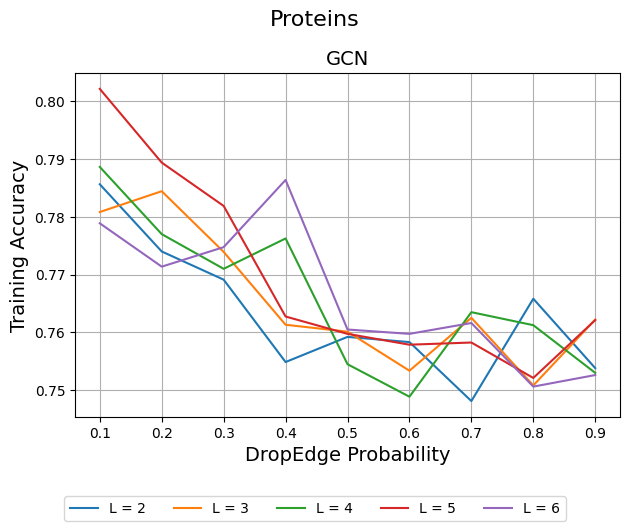 Proteins
GCN
0.80
0.79
0.78
0.77
0.76
0.75
Training Accuracy
0.1 0.2 0.3 0.4 0.5 0.6 0.7 0.8 0.9
DropEdge Probability
L = 2 L = 3 L = 4 L = 5 L = 6